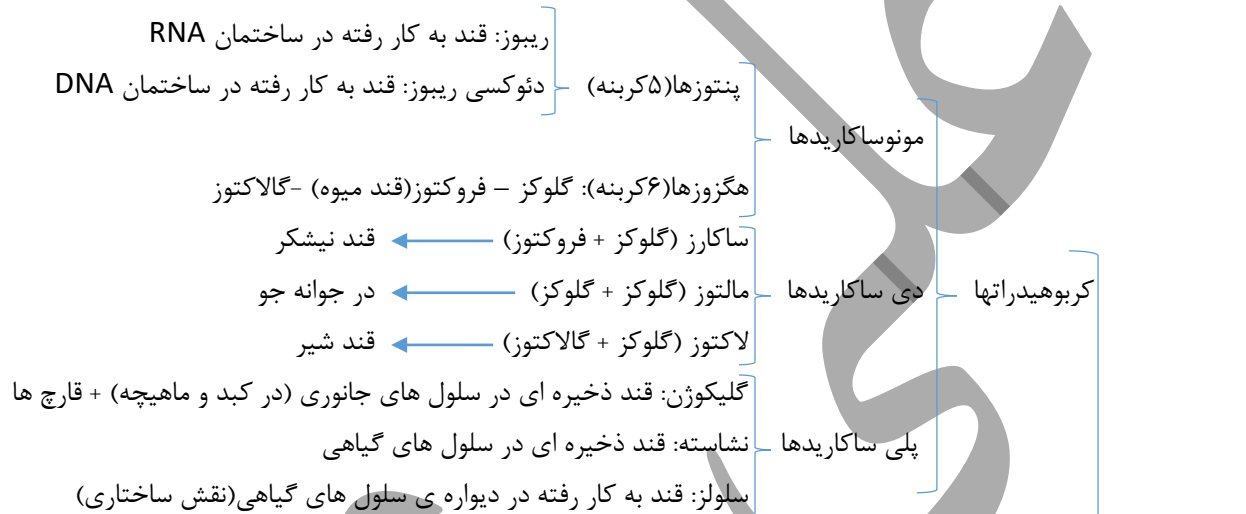 ریبوز: قند به کار رفته در ساختمان RNA
پنتوزها(۵کربنه) دئوکسی ریبوز: قند به کار رفته در ساختمان DNA
مونوساکاریدها
هگزوزها(۶کربنه): گلوکز – فروکتوز(قند میوه) -گالاکتوز
ساکارز (گلوکز + فروکتوز) قند نیشکر
کربوهیدراتها دی ساکاریدها مالتوز (گلوکز + گلوکز) در جوانه جو
لاکتوز (گلوکز + گالاکتوز) قند شیر
گلیکوژن: قند ذخیره ای در سلول های جانوری (در کبد و ماهیچه) + قارچ ها
پلی ساکاریدها نشاسته: قند ذخیره ای در سلول های گیاهی
سلولز: قند به کار رفته در دیواره ی سلول های گیاهی(نقش ساختاری)